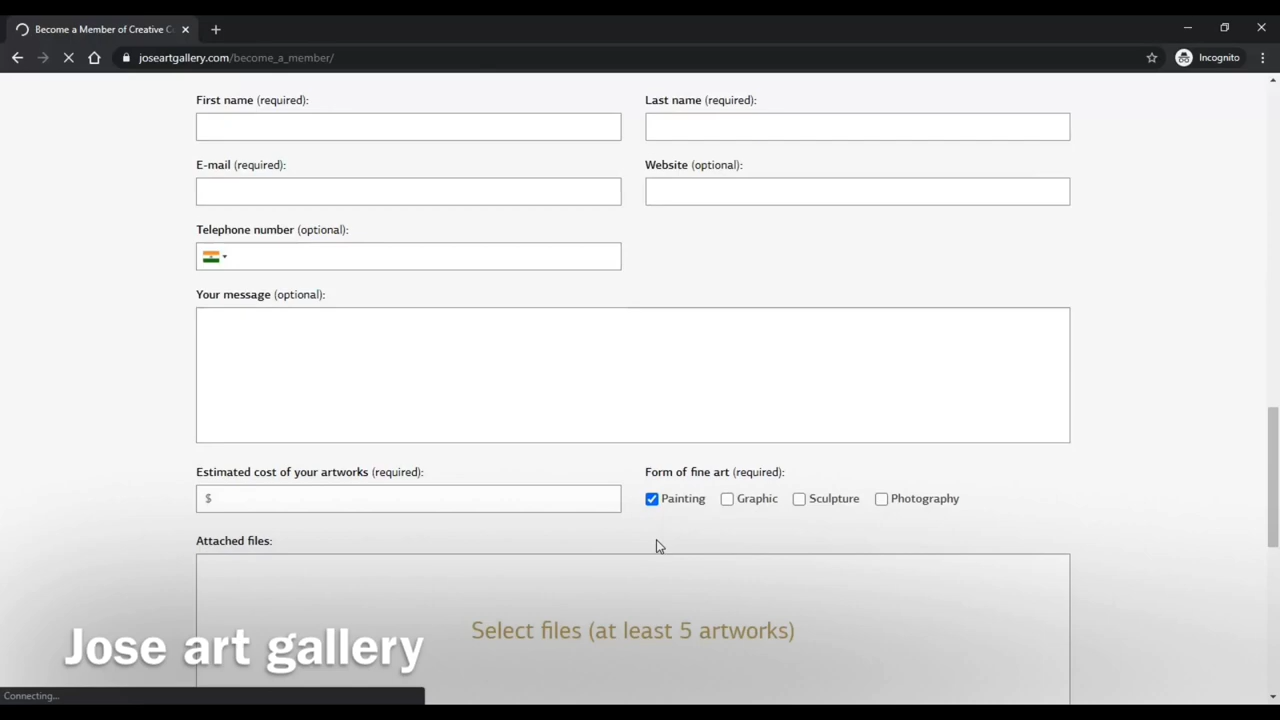 Become a Member of Creative C
joseartgallery.com/become_a_member/
Incognito
First name (required):
Last name (required):
E-mail (required):
Website (optional):
Telephone number (optional):
Your message (optional):
Estimated cost of your artworks (required):
Form of fine art (required):
$
Painting
Graphic
Sculpture
Photography
Attached files:
Select files (at least 5 artworks)
Jose art gallery
Connecting...